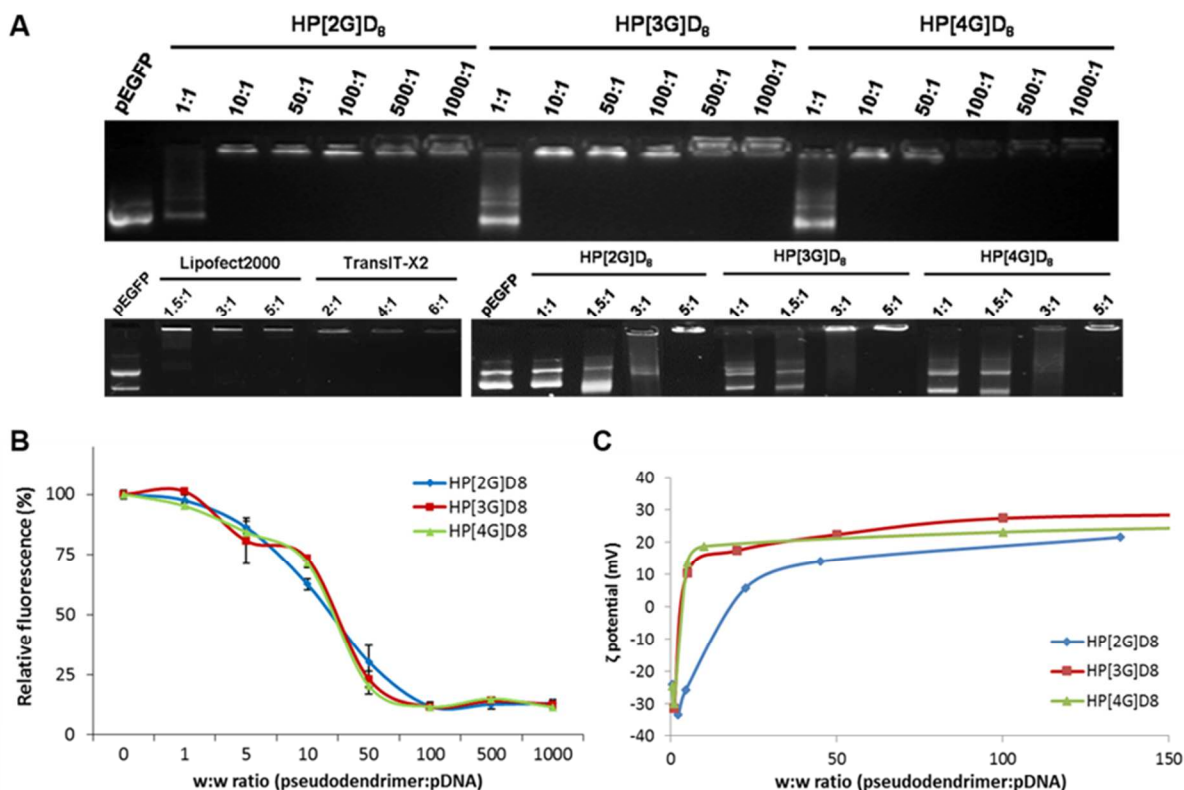 A
HP[2G]D8 HP[3G]D8 HP[4G]D8
pEGFP 1:1 10:1 50:1 100:1 500:1 1000:1 1:1 10:1 50:1 100:1 500:1 1000:1 1:1 10:1 50:1 100:1 500:1 1000:1
Lipofect2000 TransIT-X2
pEGFP 1.5:1 3:1 5:1 2:1 4:1 6:1
HP[2G]D8 HP[3G]D8 HP[4G]D8
pEGFP 1:1 1.5:1 3:1 5:1 1:1 1.5:1 3:1 5:1 1:1 1.5:1 3:1 5:1
B
Relative fluorescence (%)
100
75
50
25
0
HP[2G]D8
HP[3G]D8
HP[4G]D8
0 1 5 10 50 100 500 1000
w:w ratio (pseudodendrimer:pDNA)
C
ζ potential (mV)
40
30
20
10
0
-10
-20
-30
-40
HP[2G]D8
HP[3G]D8
HP[4G]D8
0 50 100 150
w:w ratio (pseudodendrimer:pDNA)